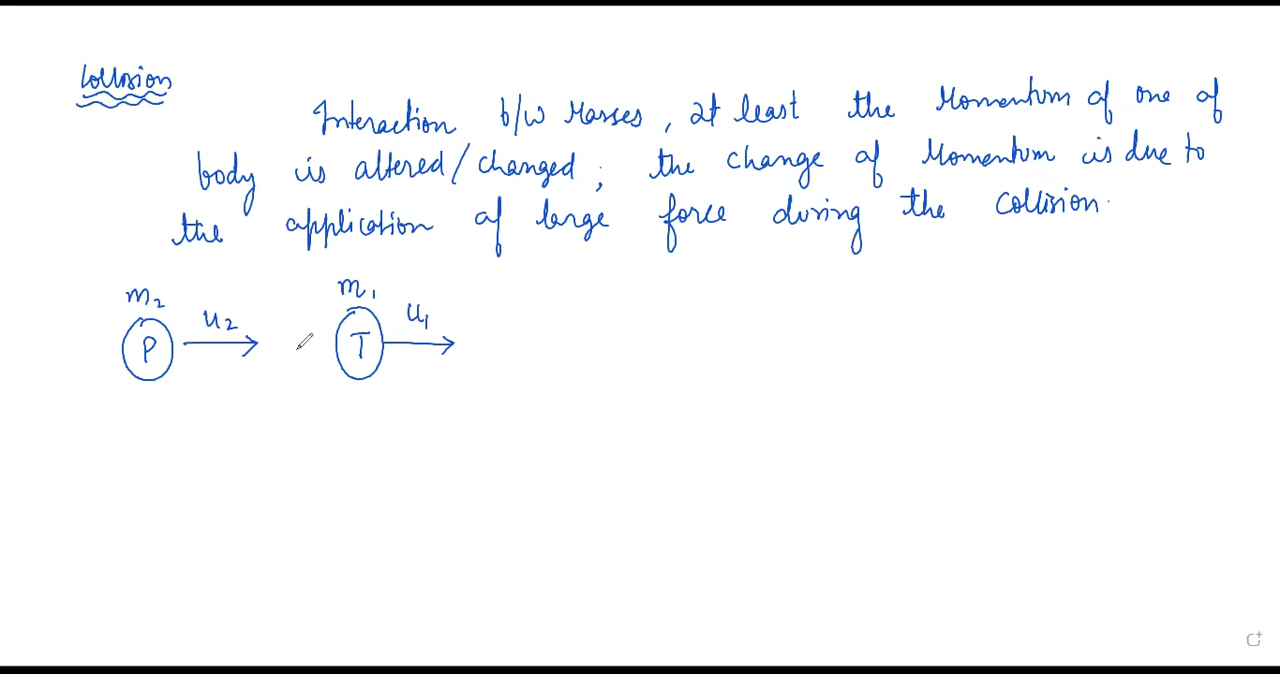 Collision
Interaction b/w Masses, at least the Momentum of one of
body is altered/changed; the change of Momentum is due to
the application of large force during the collision.
m₂ m₁
P u₂ T u₁